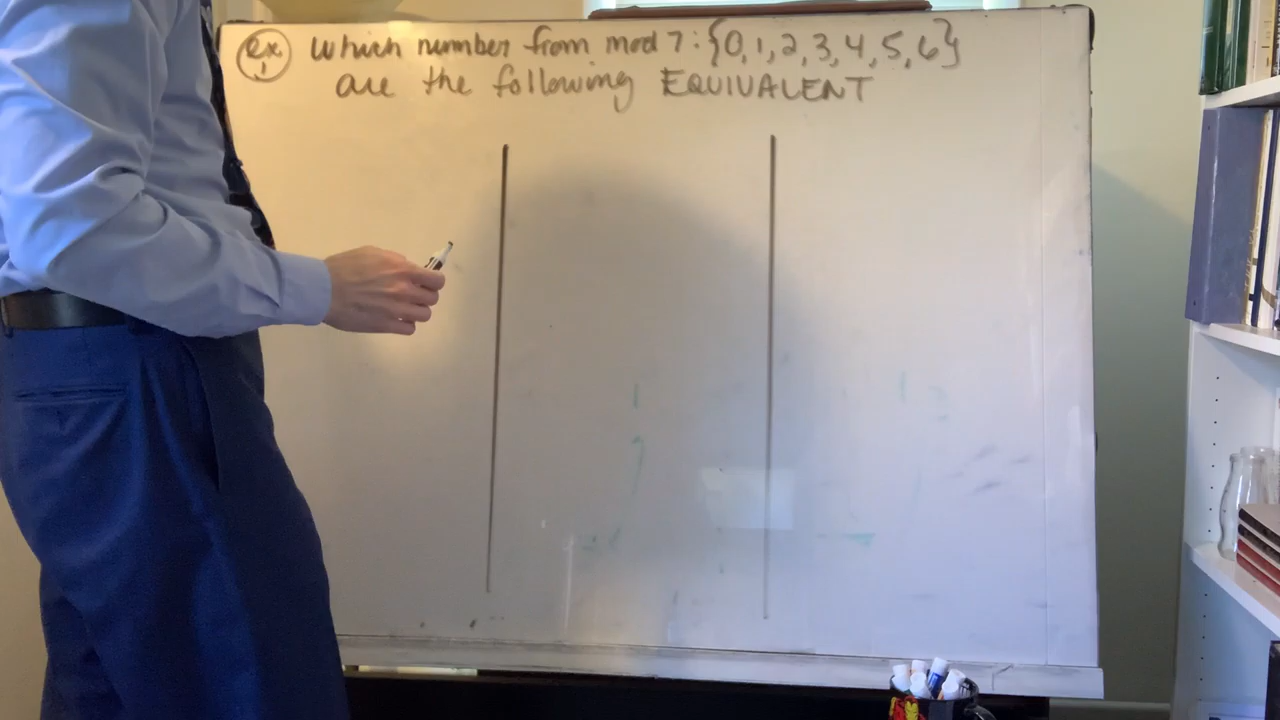 ex 1 Which number from mod 7: {0, 1, 2, 3, 4, 5, 6}
are the following EQUIVALENT